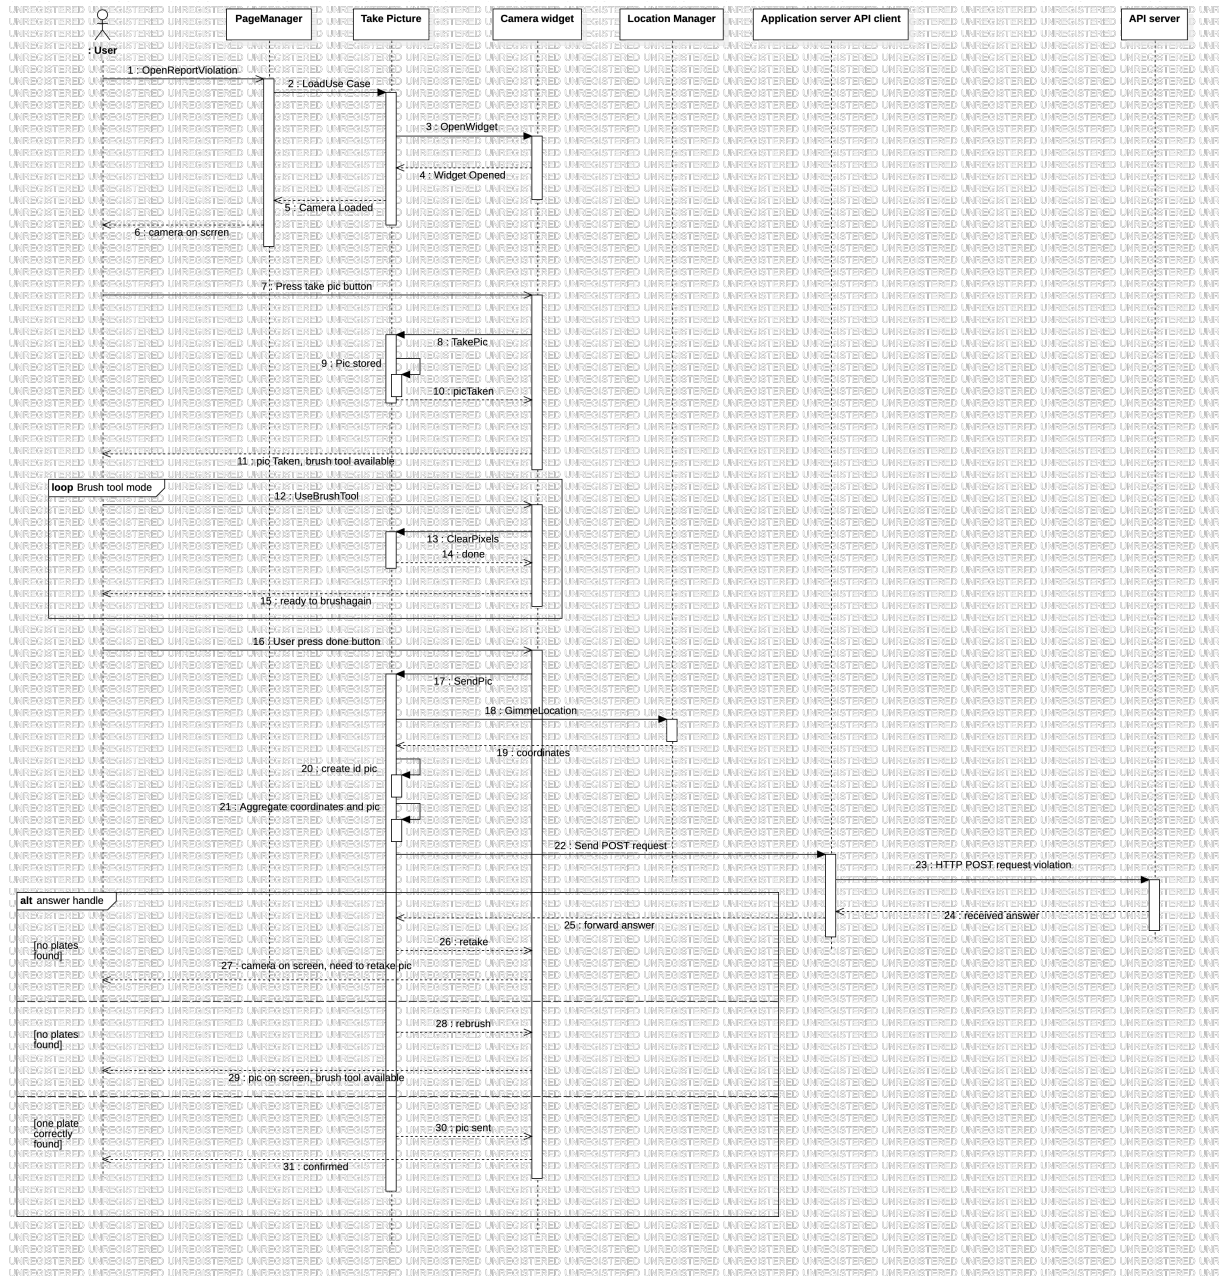 PageManager
Take Picture
Camera widget
Location Manager
Application server API client
API server
: User
1 : OpenReportViolation
2 : LoadUse Case
3 : OpenWidget
4 : Widget Opened
5 : Camera Loaded
6 : camera on scrren
7 : Press take pic button
8 : TakePic
9 : Pic stored
10 : picTaken
11 : pic Taken, brush tool available
loop Brush tool mode
12 : UseBrushTool
13 : ClearPixels
14 : done
15 : ready to brushagain
16 : User press done button
17 : SendPic
18 : GimmeLocation
19 : coordinates
20 : create id pic
21 : Aggregate coordinates and pic
22 : Send POST request
23 : HTTP POST request violation
alt answer handle
24 : received answer
25 : forward answer
[no plates
found]
26 : retake
27 : camera on screen, need to retake pic
28 : rebrush
[no plates
found]
29 : pic on screen, brush tool available
[one plate
correctly
found]
30 : pic sent
31 : confirmed
UNREGISTERED